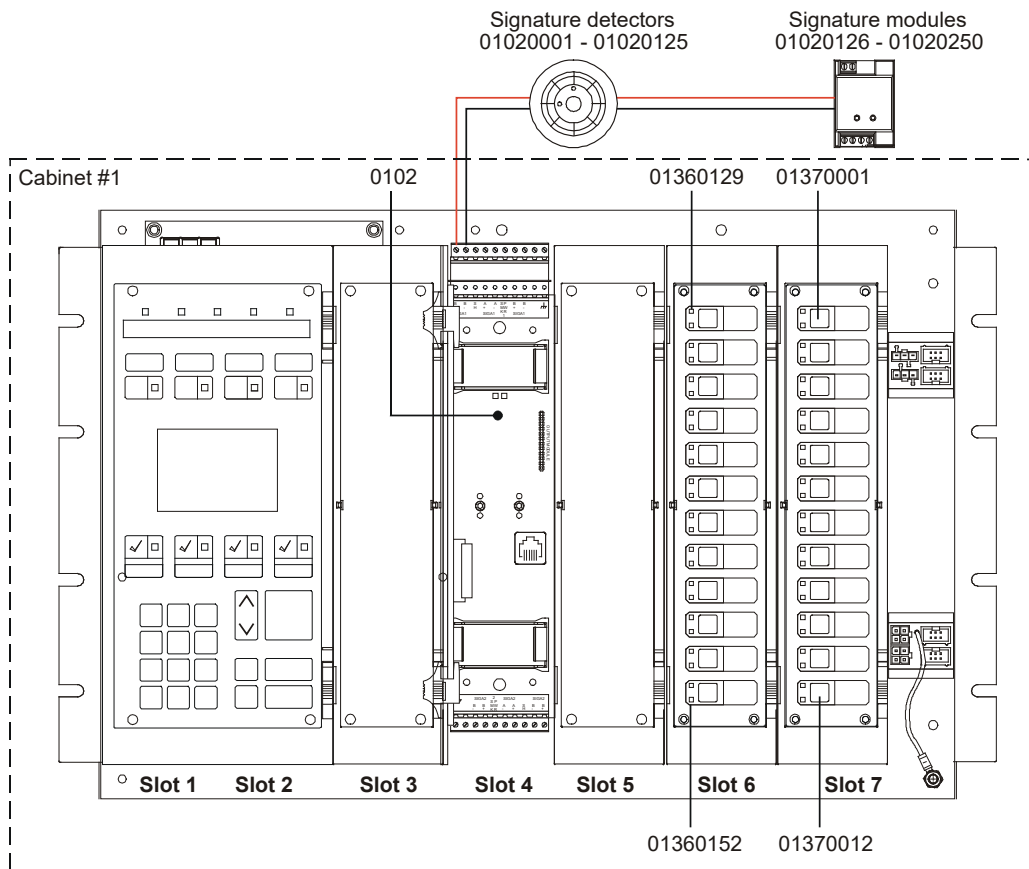 Signature detectors
01020001 - 01020125
Signature modules
01020126 - 01020250
Cabinet #1
0102
01360129
01370001
Slot 1
Slot 2
Slot 3
Slot 4
Slot 5
Slot 6
Slot 7
01360152
01370012